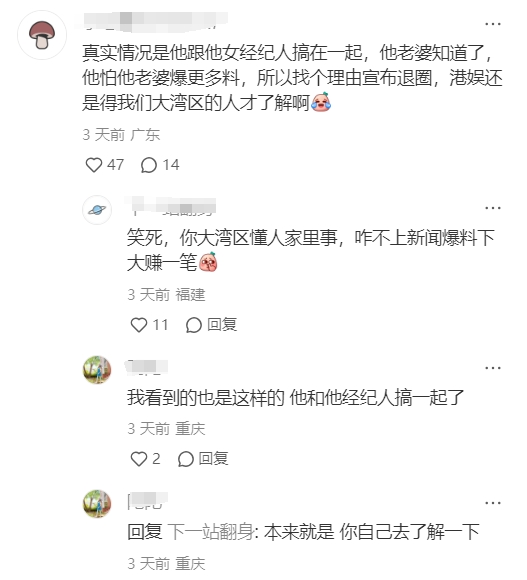 真实情况是他跟他女经纪人搞在一起，他老婆知道了，
他怕他老婆爆更多料，所以找个理由宣布退圈，港娱还
是得我们大湾区的人才了解啊
3 天前 广东
47 14
笑死，你大湾区懂人家里事，咋不上新闻爆料下
大赚一笔
3 天前 福建
11 回复
我看到的也是这样的 他和他经纪人搞一起了
3 天前 重庆
2 回复
回复 下一站翻身: 本来就是 你自己去了解一下
3 天前 重庆